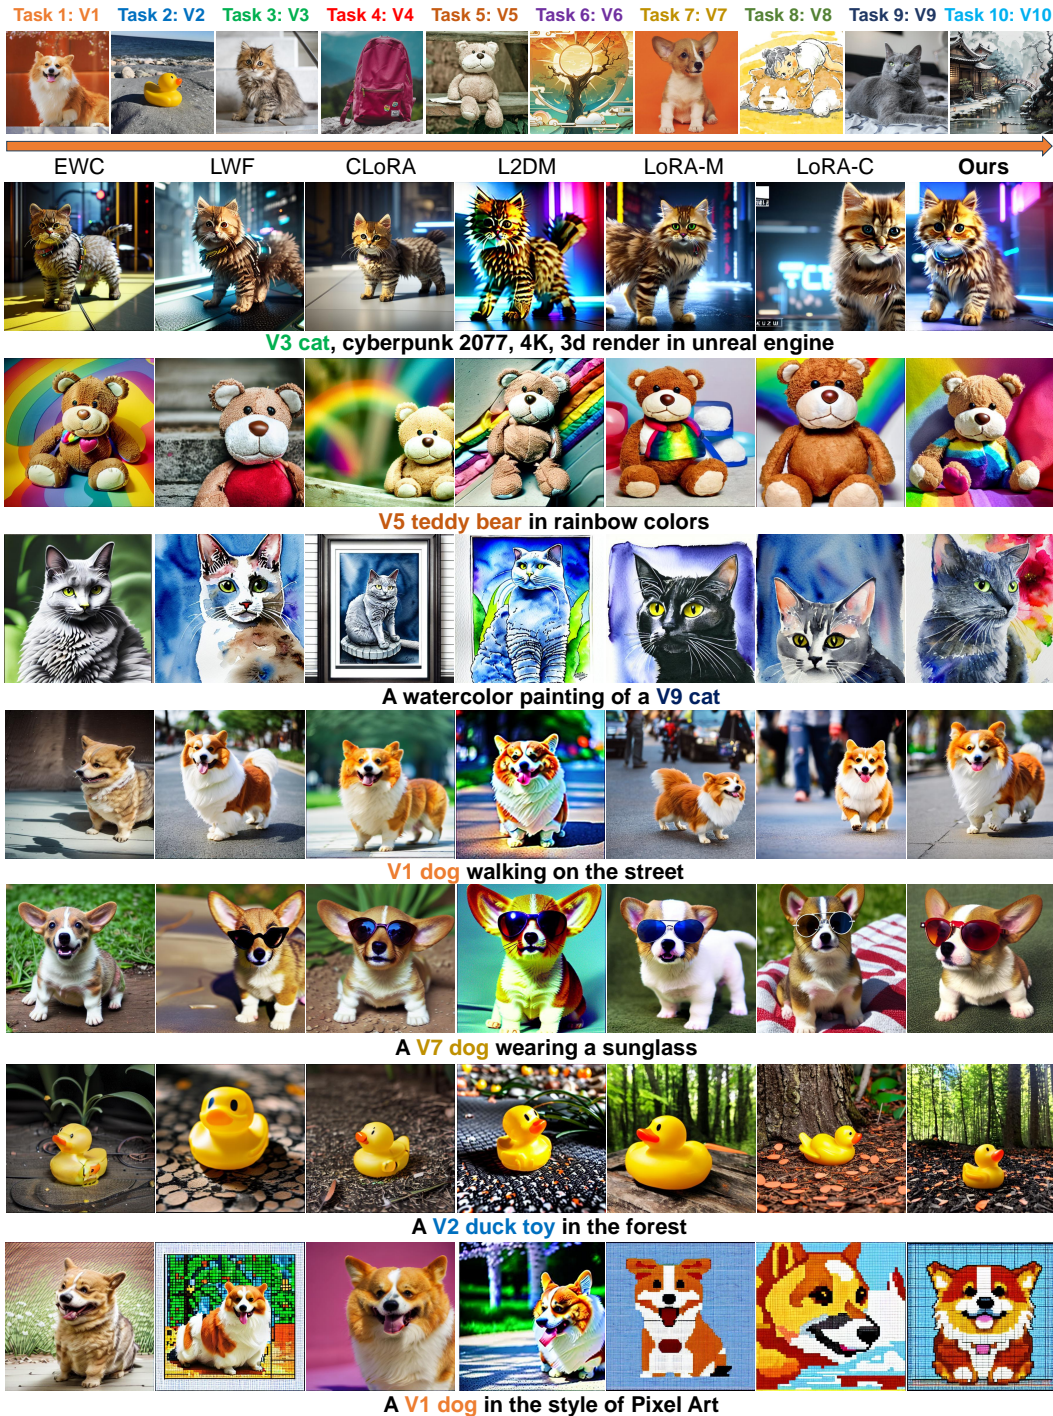 Task 1: V1 Task 2: V2 Task 3: V3 Task 4: V4 Task 5: V5 Task 6: V6 Task 7: V7 Task 8: V8 Task 9: V9 Task 10: V10
EWC LWF CLoRA L2DM LoRA-M LoRA-C Ours
V3 cat, cyberpunk 2077, 4K, 3d render in unreal engine
V5 teddy bear in rainbow colors
A watercolor painting of a V9 cat
V1 dog walking on the street
A V7 dog wearing a sunglass
A V2 duck toy in the forest
A V1 dog in the style of Pixel Art